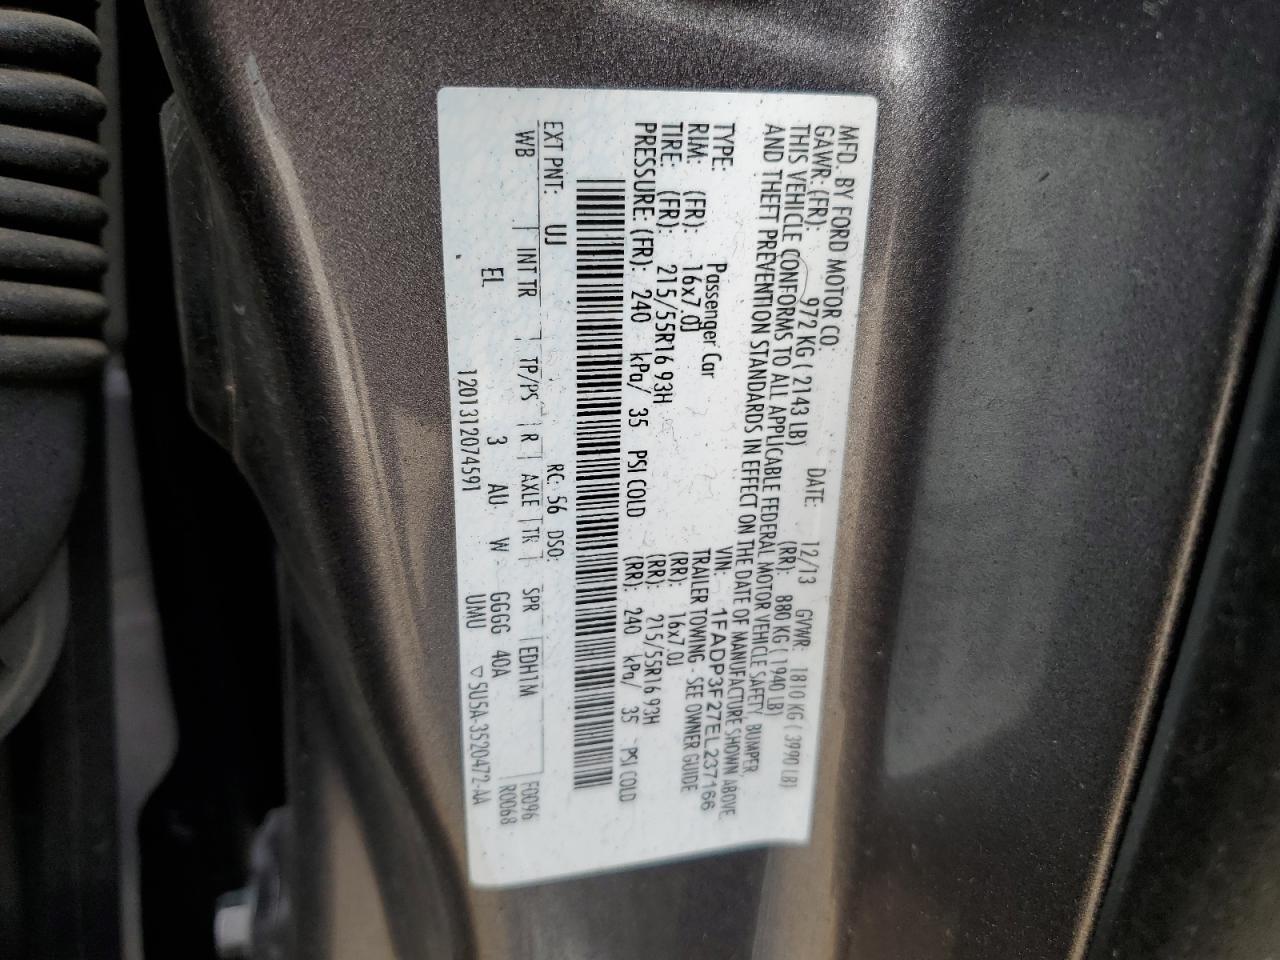 MFD. BY FORD MOTOR CO.
DATE: 12/13 GVWR: 1810 KG ( 3990 LB)
GAWR: (FR): 972 KG ( 2143 LB) (RR): 880 KG ( 1940 LB)
THIS VEHICLE CONFORMS TO ALL APPLICABLE FEDERAL MOTOR VEHICLE SAFETY, BUMPER,
AND THEFT PREVENTION STANDARDS IN EFFECT ON THE DATE OF MANUFACTURE SHOWN ABOVE.
VIN: 1FADP3F27EL237166
TYPE: Passenger Car TRAILER TOWING - SEE OWNER GUIDE
RIM: (FR): 16x7.0J (RR): 16x7.0J
TIRE: (FR): 215/55R16 93H (RR): 215/55R16 93H
PRESSURE: (FR): 240 kPa/ 35 PSI COLD (RR): 240 kPa/ 35 PSI COLD
EXT PNT: UJ RC: 56 DSO: F0096
WB INT TR TP/PS R AXLE TR SPR EDH1M R0068
EL 3 AU W GGGG 40A
1201312074591 UMU ▽ 5U5A-3520472-AA